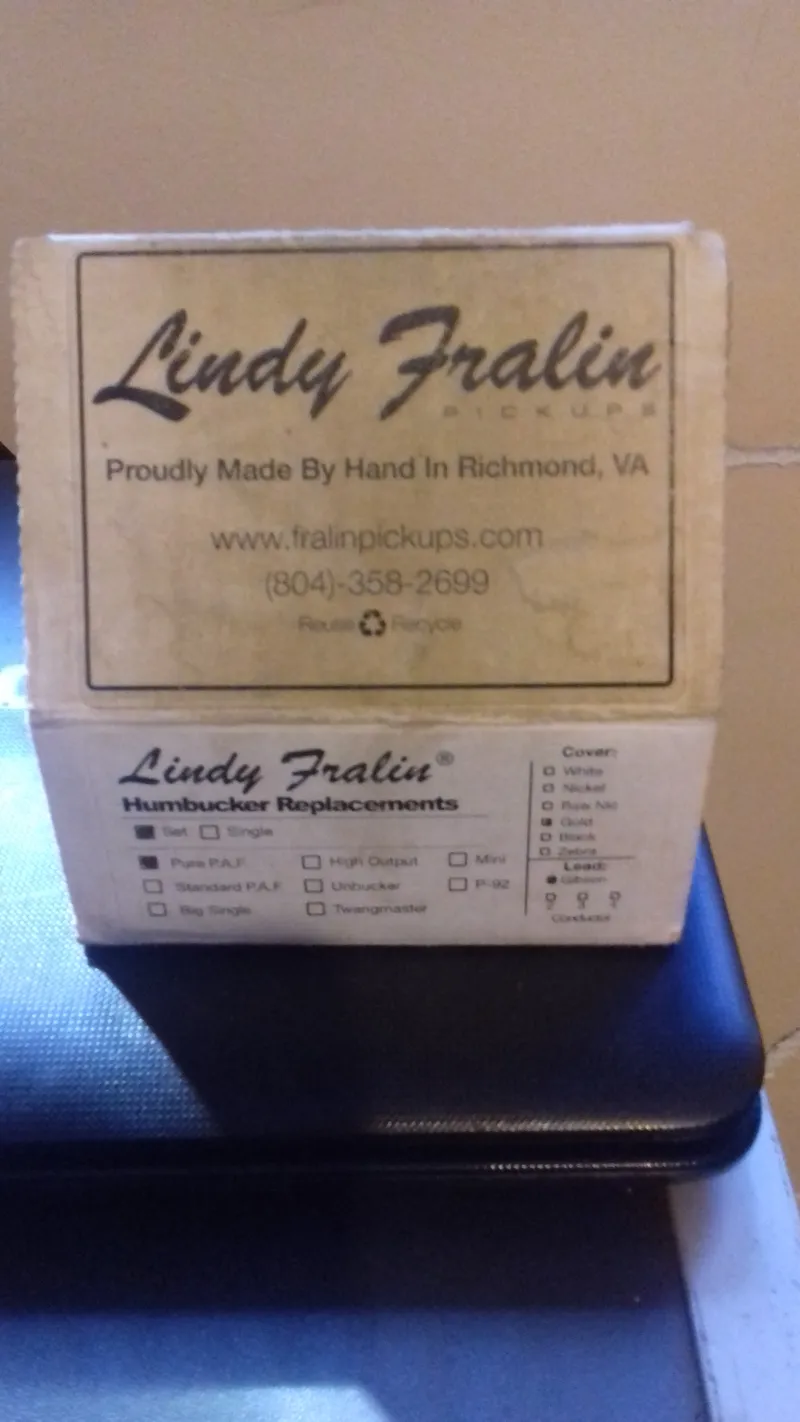 Lindy Fralin
PICKUPS
Proudly Made By Hand In Richmond, VA
www.fralinpickups.com
(804)-358-2699
Reuse Recycle
Lindy Fralin®
Humbucker Replacements
Set Single
Pure P.A.F High Output Mini
Standard P.A.F Unbucker P-92
Big Single Twangmaster
Cover:
White
Nickel
Raw Nkl
Gold
Black
Zebra
Lead:
Gibson
2 3 4
Conductor